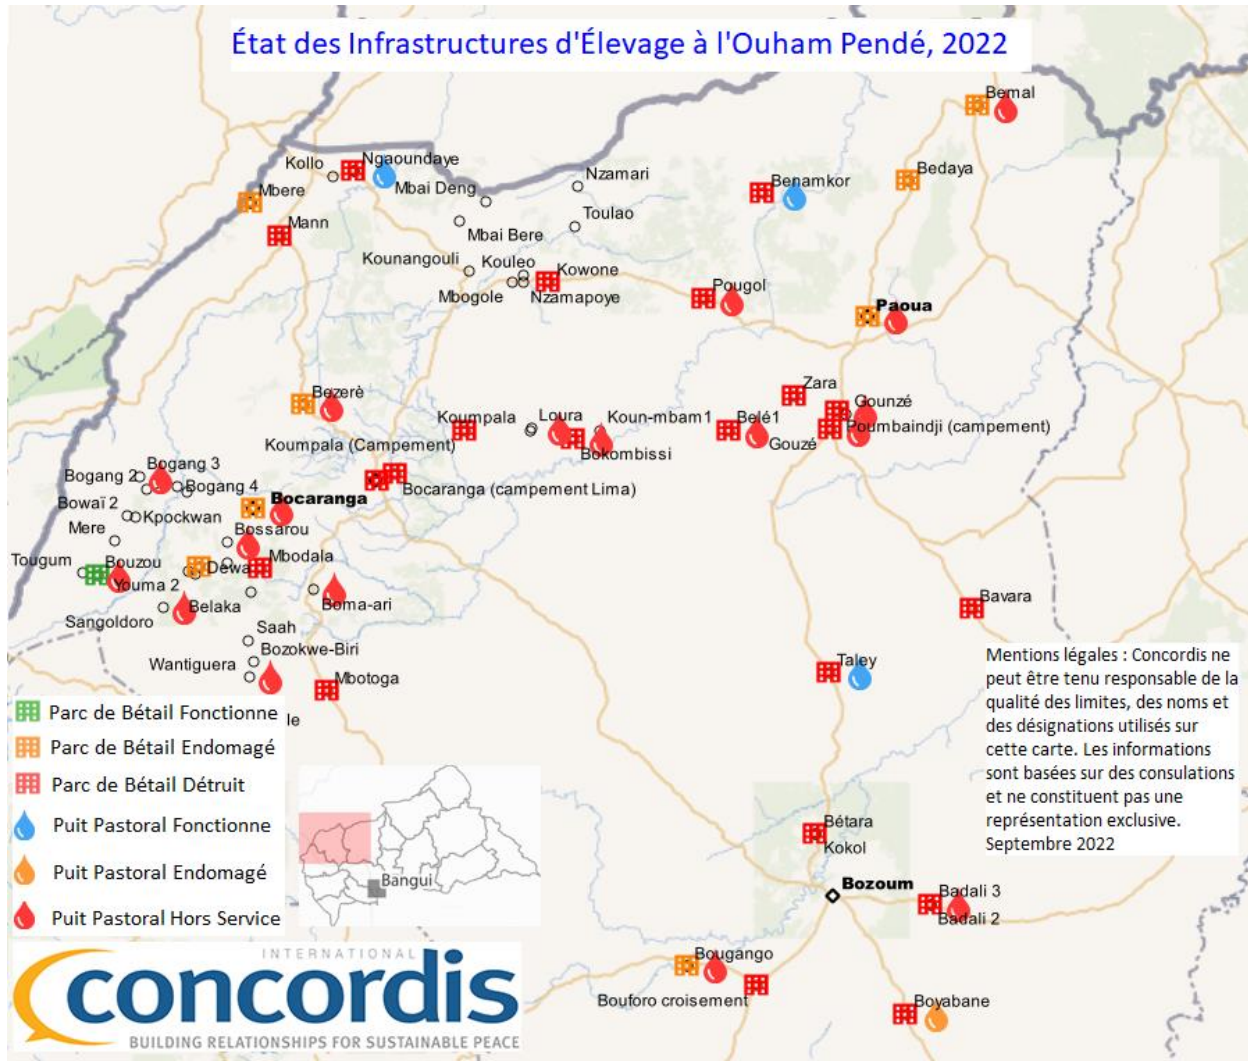 État des Infrastructures d'Élevage à l'Ouham Pendé, 2022
Bemal
Kollo
Ngaoundaye
Nzamari
Benamkor
Bedaya
Mbere
Mbai Deng
Mann
Mbai Bere
Toulao
Kounangouli
Kouleo
Kowone
Mbogole
Nzamapoye
Pougol
Paoua
Bezerè
Zara
Koumpala
Loura
Koun-mbam1
Belé1
Gounzé
Koumpala (Campement)
Bokombissi
Gouzé
Poumbaindji (campement)
Bogang 3
Bogang 2
Bogang 4
Bocaranga (campement Lima)
Bowaï 2
Kpockwan
Bocaranga
Mere
Bossarou
Tougum
Bouzou
Dewa
Mbodala
Youma 2
Sangoldoro
Belaka
Boma-ari
Bavara
Saah
Wantiguera
Bozokwe-Biri
Mbotoga
Taley
le
Mentions légales : Concordis ne
peut être tenu responsable de la
qualité des limites, des noms et
des désignations utilisés sur
cette carte. Les informations
sont basées sur des consulations
et ne constituent pas une
représentation exclusive.
Septembre 2022
Parc de Bétail Fonctionne
Parc de Bétail Endomagé
Parc de Bétail Détruit
Puit Pastoral Fonctionne
Puit Pastoral Endomagé
Puit Pastoral Hors Service
Bangui
Bétara
Kokol
Bozoum
Badali 3
Badali 2
Bougango
Bouforo croisement
Boyabane
INTERNATIONAL
concordis
BUILDING RELATIONSHIPS FOR SUSTAINABLE PEACE